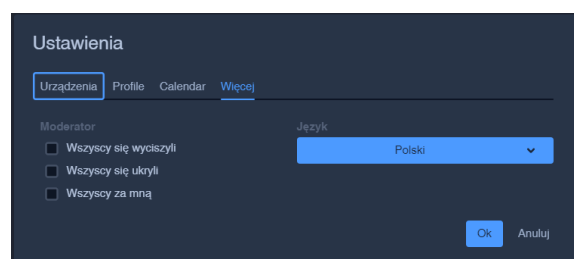 Ustawienia
Urządzenia Profile Calendar Więcej
Moderator
Wszyscy się wyciszyli
Wszyscy się ukryli
Wszyscy za mną
Język
Polski
Ok Anuluj